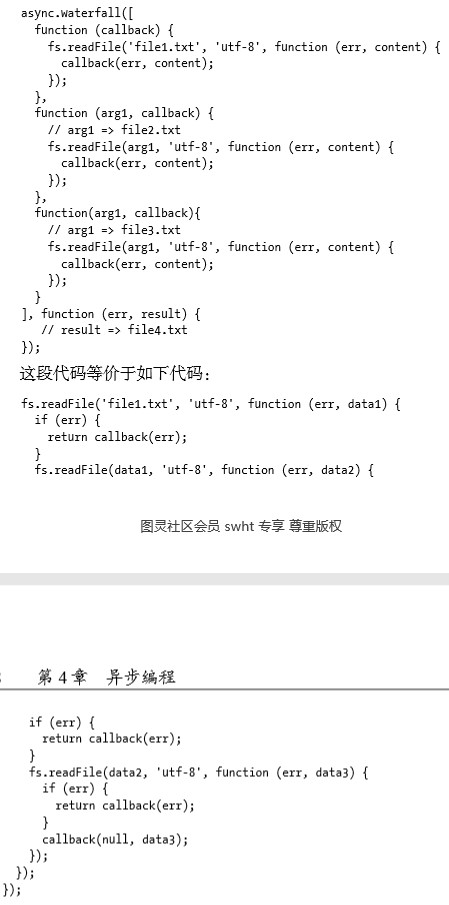 async.waterfall([
  function (callback) {
    fs.readFile('file1.txt', 'utf-8', function (err, content) {
      callback(err, content);
    });
  },
  function (arg1, callback) {
    // arg1 => file2.txt
    fs.readFile(arg1, 'utf-8', function (err, content) {
      callback(err, content);
    });
  },
  function(arg1, callback){
    // arg1 => file3.txt
    fs.readFile(arg1, 'utf-8', function (err, content) {
      callback(err, content);
    });
  }
], function (err, result) {
   // result => file4.txt
});
这段代码等价于如下代码：
fs.readFile('file1.txt', 'utf-8', function (err, data1) {
  if (err) {
    return callback(err);
  }
  fs.readFile(data1, 'utf-8', function (err, data2) {
图灵社区会员 swht 专享 尊重版权
第 4 章 异步编程
    if (err) {
      return callback(err);
    }
    fs.readFile(data2, 'utf-8', function (err, data3) {
      if (err) {
        return callback(err);
      }
      callback(null, data3);
    });
  });
});